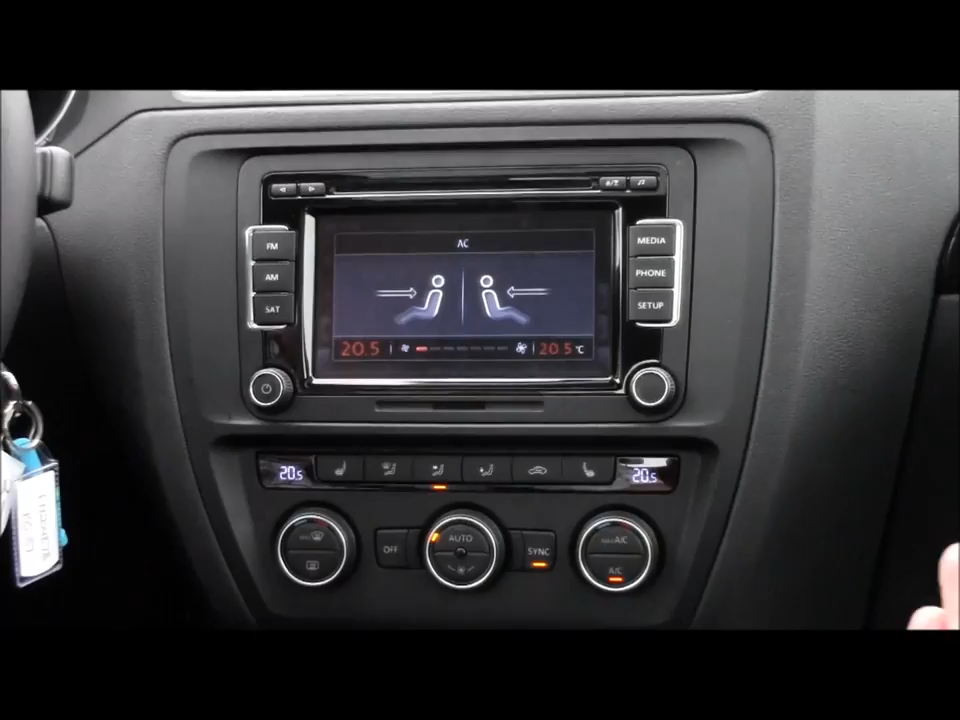 AC
FM
AM
SAT
MEDIA
PHONE
SETUP
20.5
20.5 °C
20.5
20.5
OFF
AUTO
SYNC
A/C
A/C